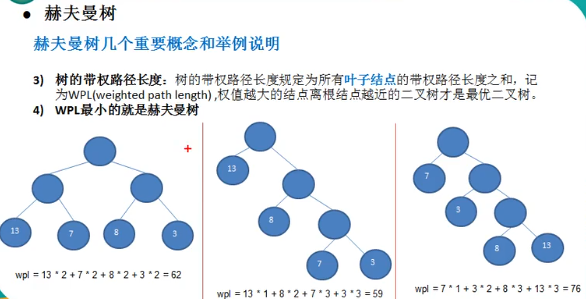 ● 赫夫曼树
赫夫曼树几个重要概念和举例说明
3) 树的带权路径长度：树的带权路径长度规定为所有叶子结点的带权路径长度之和，记
为WPL(weighted path length) ,权值越大的结点离根结点越近的二叉树才是最优二叉树。
4) WPL最小的就是赫夫曼树
13
7
8
3
wpl = 13 * 2 + 7 * 2 + 8 * 2 + 3 * 2 = 62
13
8
7
3
wpl = 13 * 1 + 8 * 2 + 7 * 3 + 3 * 3 = 59
7
3
8
13
wpl = 7 * 1 + 3 * 2 + 8 * 3 + 13 * 3 = 76